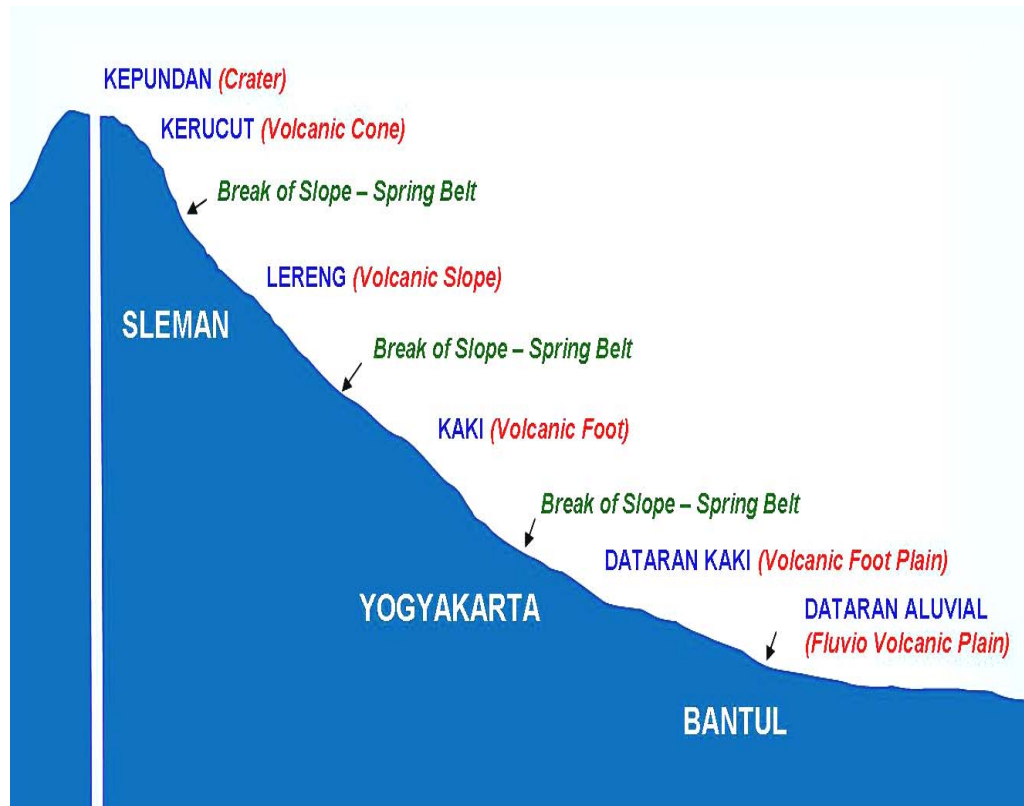 KEPUNDAN (Crater)
KERUCUT (Volcanic Cone)
Break of Slope – Spring Belt
LERENG (Volcanic Slope)
SLEMAN
Break of Slope – Spring Belt
KAKI (Volcanic Foot)
Break of Slope – Spring Belt
DATARAN KAKI (Volcanic Foot Plain)
YOGYAKARTA
DATARAN ALUVIAL
(Fluvio Volcanic Plain)
BANTUL